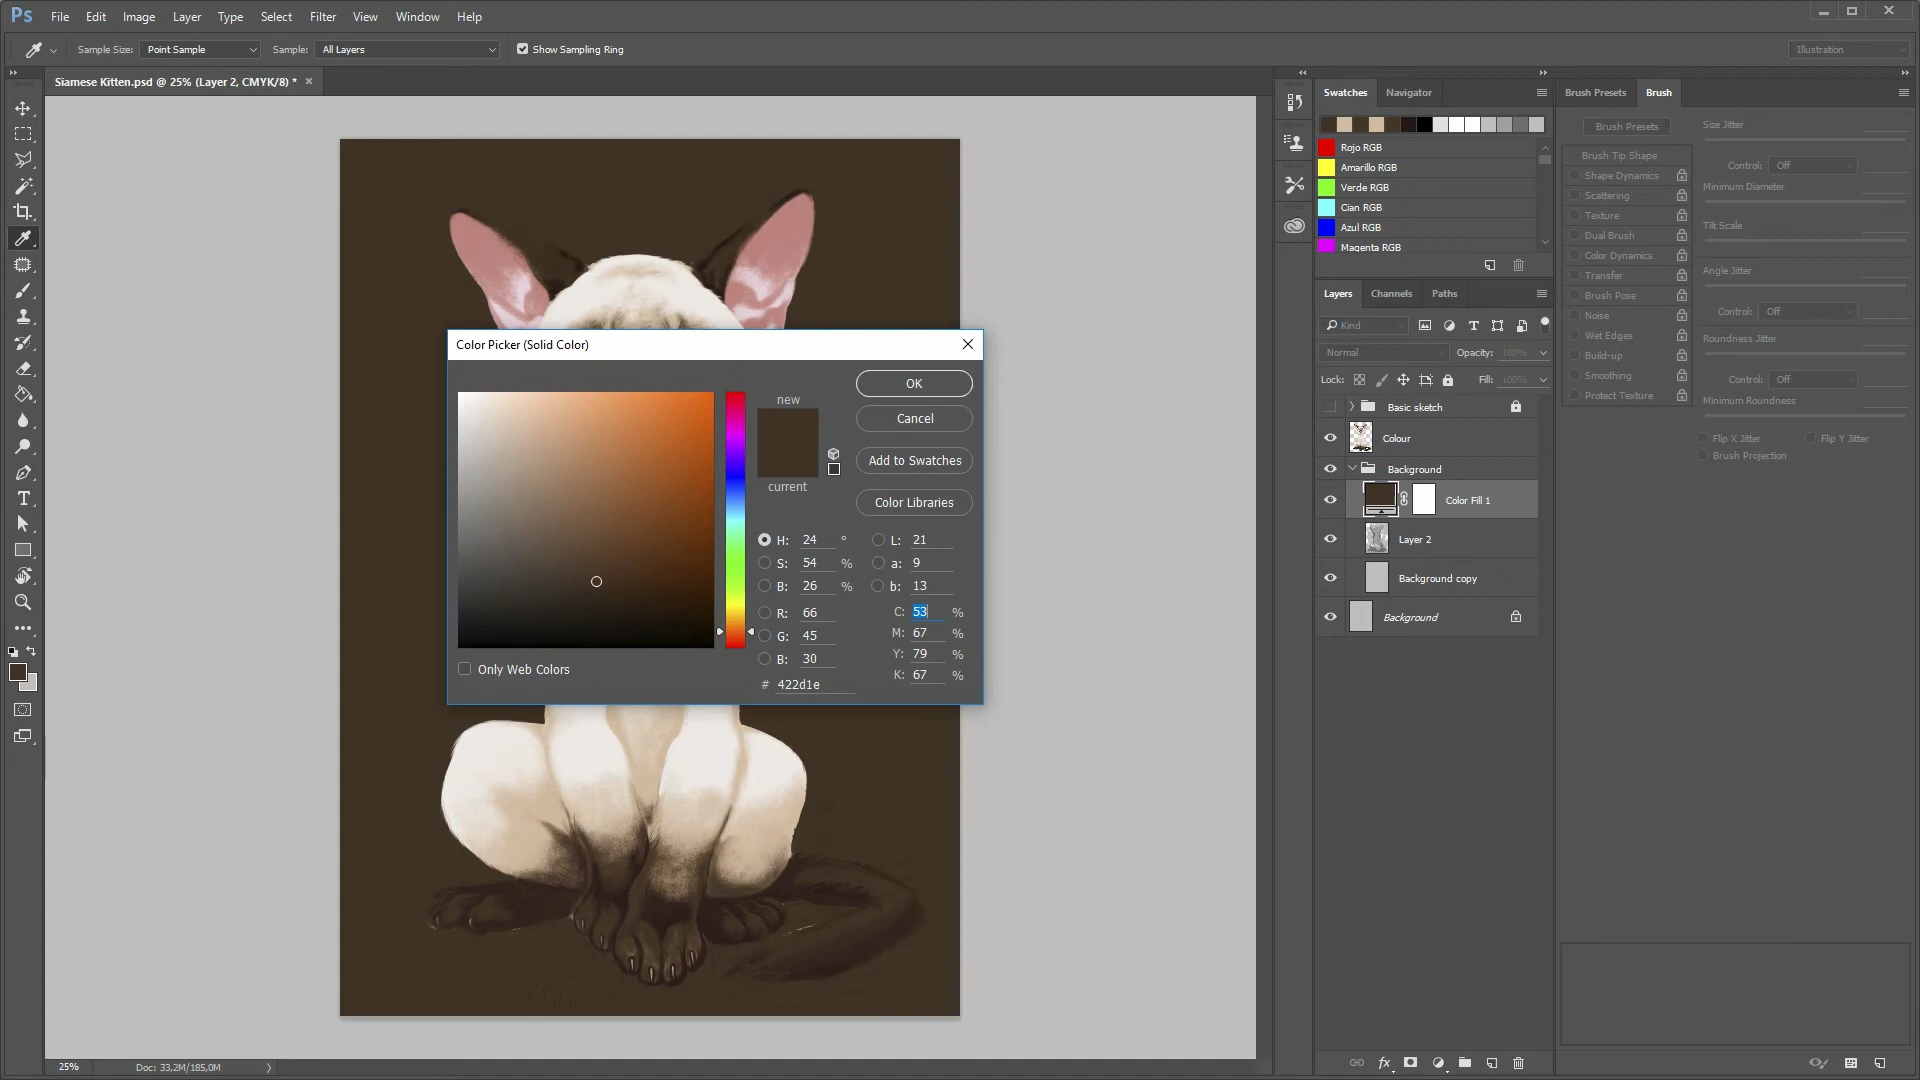 Ps File Edit Image Layer Type Select Filter View Window Help
Sample Size: Point Sample Sample: All Layers Show Sampling Ring Illustration
Siamese Kitten.psd @ 25% (Layer 2, CMYK/8) * ×
Swatches Navigator
Rojo RGB
Amarillo RGB
Verde RGB
Cian RGB
Azul RGB
Magenta RGB
Layers Channels Paths
Kind
Normal Opacity: 100%
Lock: Fill: 100%
Basic sketch
Colour
Background
Color Fill 1
Layer 2
Background copy
Background
fx
Brush Presets Brush
Brush Presets
Brush Tip Shape
Shape Dynamics
Scattering
Texture
Dual Brush
Color Dynamics
Transfer
Brush Pose
Noise
Wet Edges
Build-up
Smoothing
Protect Texture
Size Jitter
Control: Off
Minimum Diameter
Tilt Scale
Angle Jitter
Control: Off
Roundness Jitter
Control: Off
Minimum Roundness
Flip X Jitter Flip Y Jitter
Brush Projection
Color Picker (Solid Color)
new
current
OK
Cancel
Add to Swatches
Color Libraries
H: 24 °
S: 54 %
B: 26 %
R: 66
G: 45
B: 30
# 422d1e
L: 21
a: 9
b: 13
C: 53 %
M: 67 %
Y: 79 %
K: 67 %
Only Web Colors
25% Doc: 33,2M/185,0M